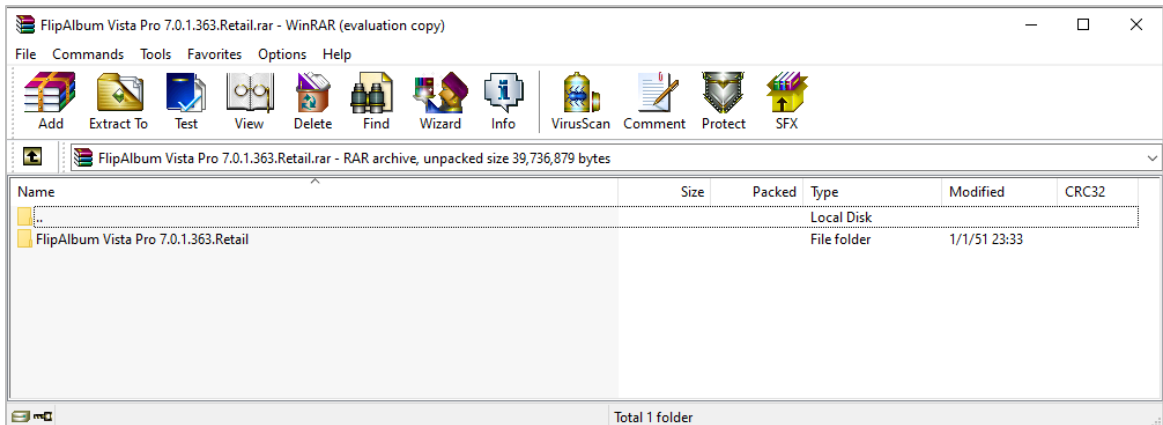 FlipAlbum Vista Pro 7.0.1.363.Retail.rar - WinRAR (evaluation copy)
File Commands Tools Favorites Options Help
Add Extract To Test View Delete Find Wizard Info VirusScan Comment Protect SFX
FlipAlbum Vista Pro 7.0.1.363.Retail.rar - RAR archive, unpacked size 39,736,879 bytes
Name Size Packed Type Modified CRC32
.. Local Disk
FlipAlbum Vista Pro 7.0.1.363.Retail File folder 1/1/51 23:33
Total 1 folder